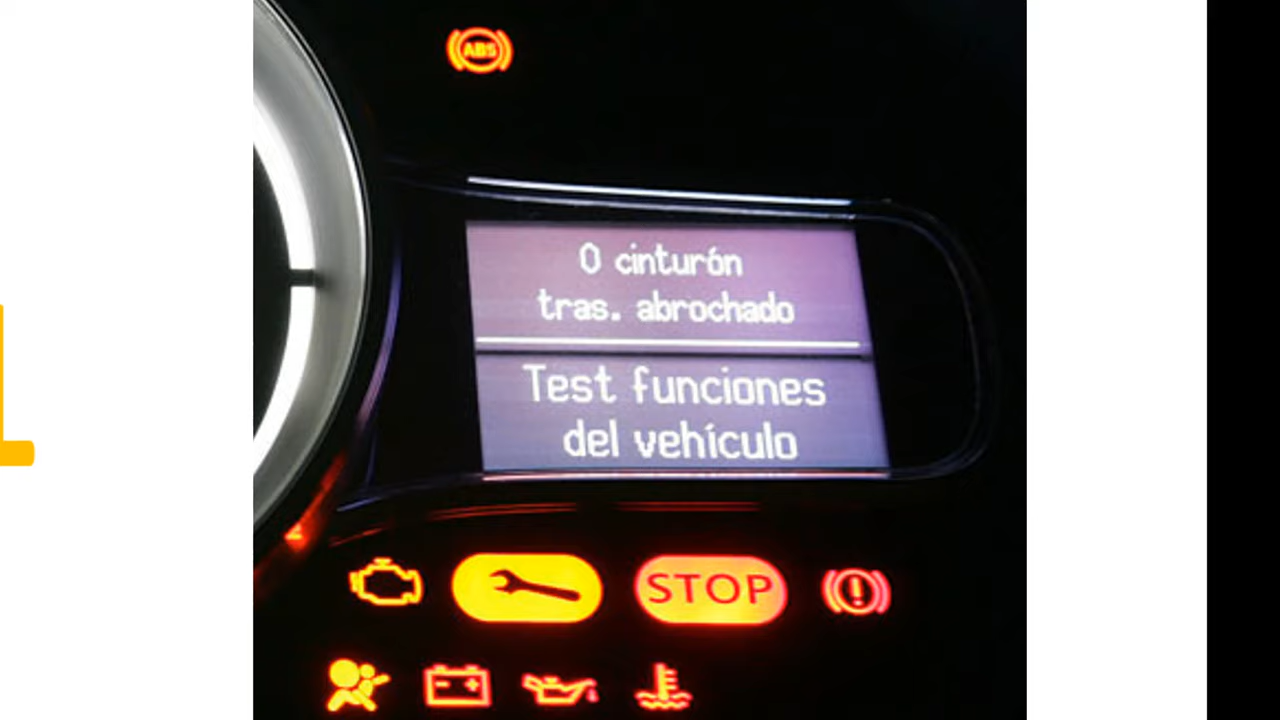 ABS
0 cinturón
tras. abrochado
Test funciones
del vehículo
STOP